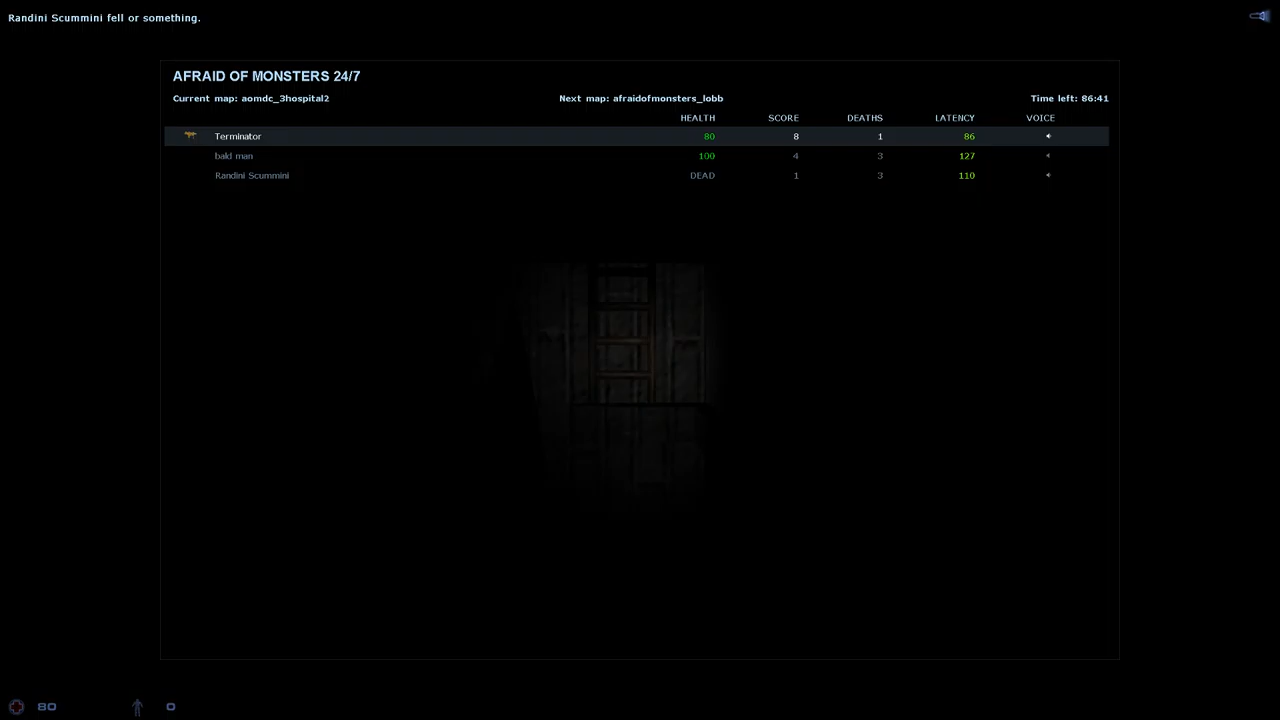 Randini Scummini fell or something.
AFRAID OF MONSTERS 24/7
Current map: aomdc_3hospital2 Next map: afraidofmonsters_lobb Time left: 86:41
HEALTH SCORE DEATHS LATENCY VOICE
Terminator 80 8 1 86
bald man 100 4 3 127
Randini Scummini DEAD 1 3 110
80 0